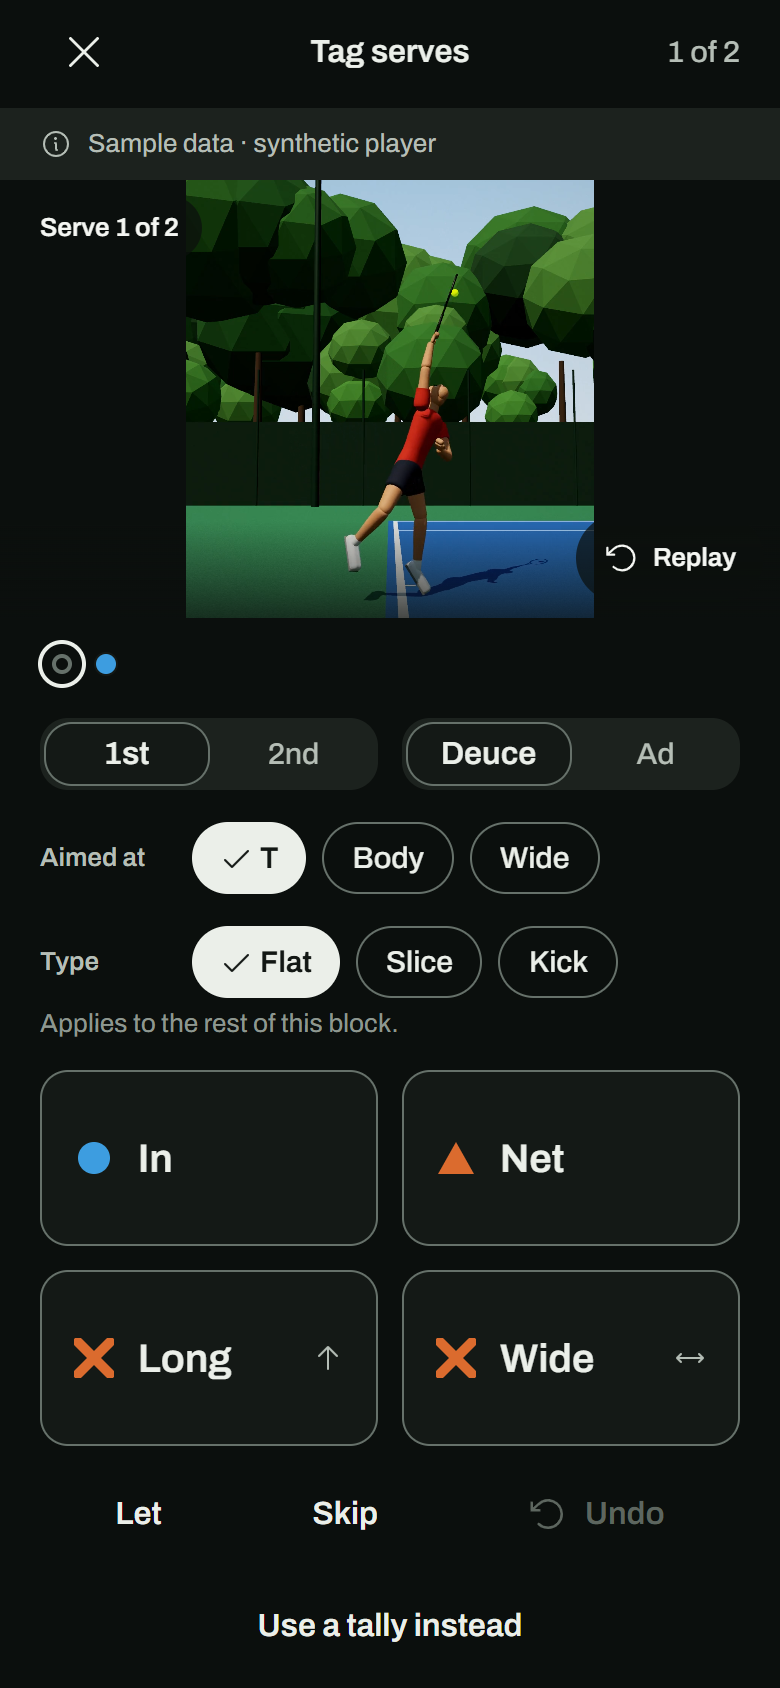 Tag serves
1 of 2
Sample data · synthetic player
Serve 1 of 2
Replay
1st 2nd Deuce Ad
Aimed at T Body Wide
Type Flat Slice Kick
Applies to the rest of this block.
In Net
Long Wide
Let Skip Undo
Use a tally instead